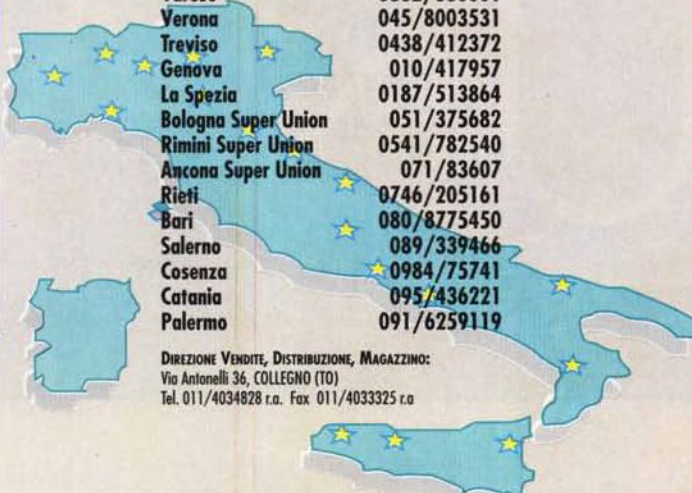 Verona 045/8003531
Treviso 0438/412372
Genova 010/417957
La Spezia 0187/513864
Bologna Super Union 051/375682
Rimini Super Union 0541/782540
Ancona Super Union 071/83607
Rieti 0746/205161
Bari 080/8775450
Salerno 089/339466
Cosenza 0984/75741
Catania 095/436221
Palermo 091/6259119
DIREZIONE VENDITE, DISTRIBUZIONE, MAGAZZINO:
Via Antonelli 36, COLLEGNO (TO)
Tel. 011/4034828 r.a. Fax 011/4033325 r.a